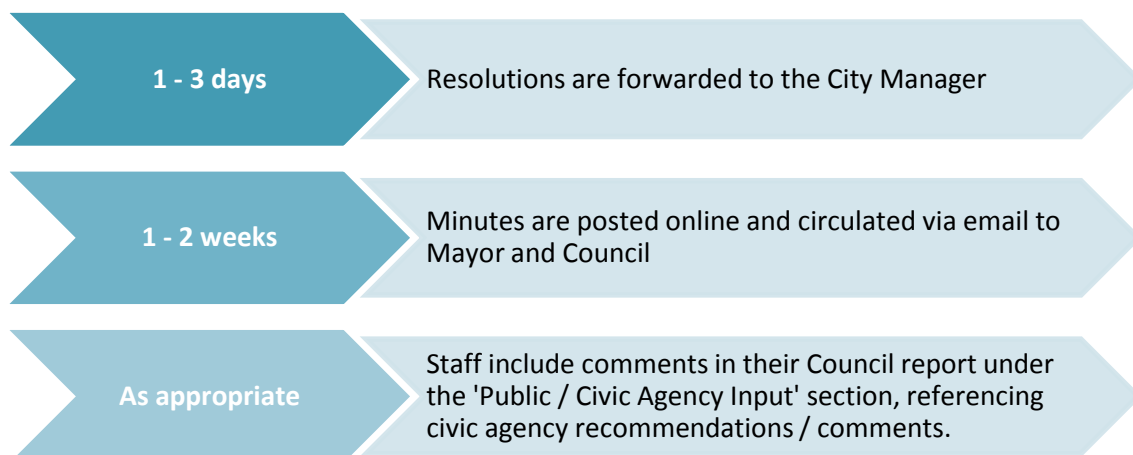 1 - 3 days
Resolutions are forwarded to the City Manager
1 - 2 weeks
Minutes are posted online and circulated via email to
Mayor and Council
As appropriate
Staff include comments in their Council report under
the 'Public / Civic Agency Input' section, referencing
civic agency recommendations / comments.